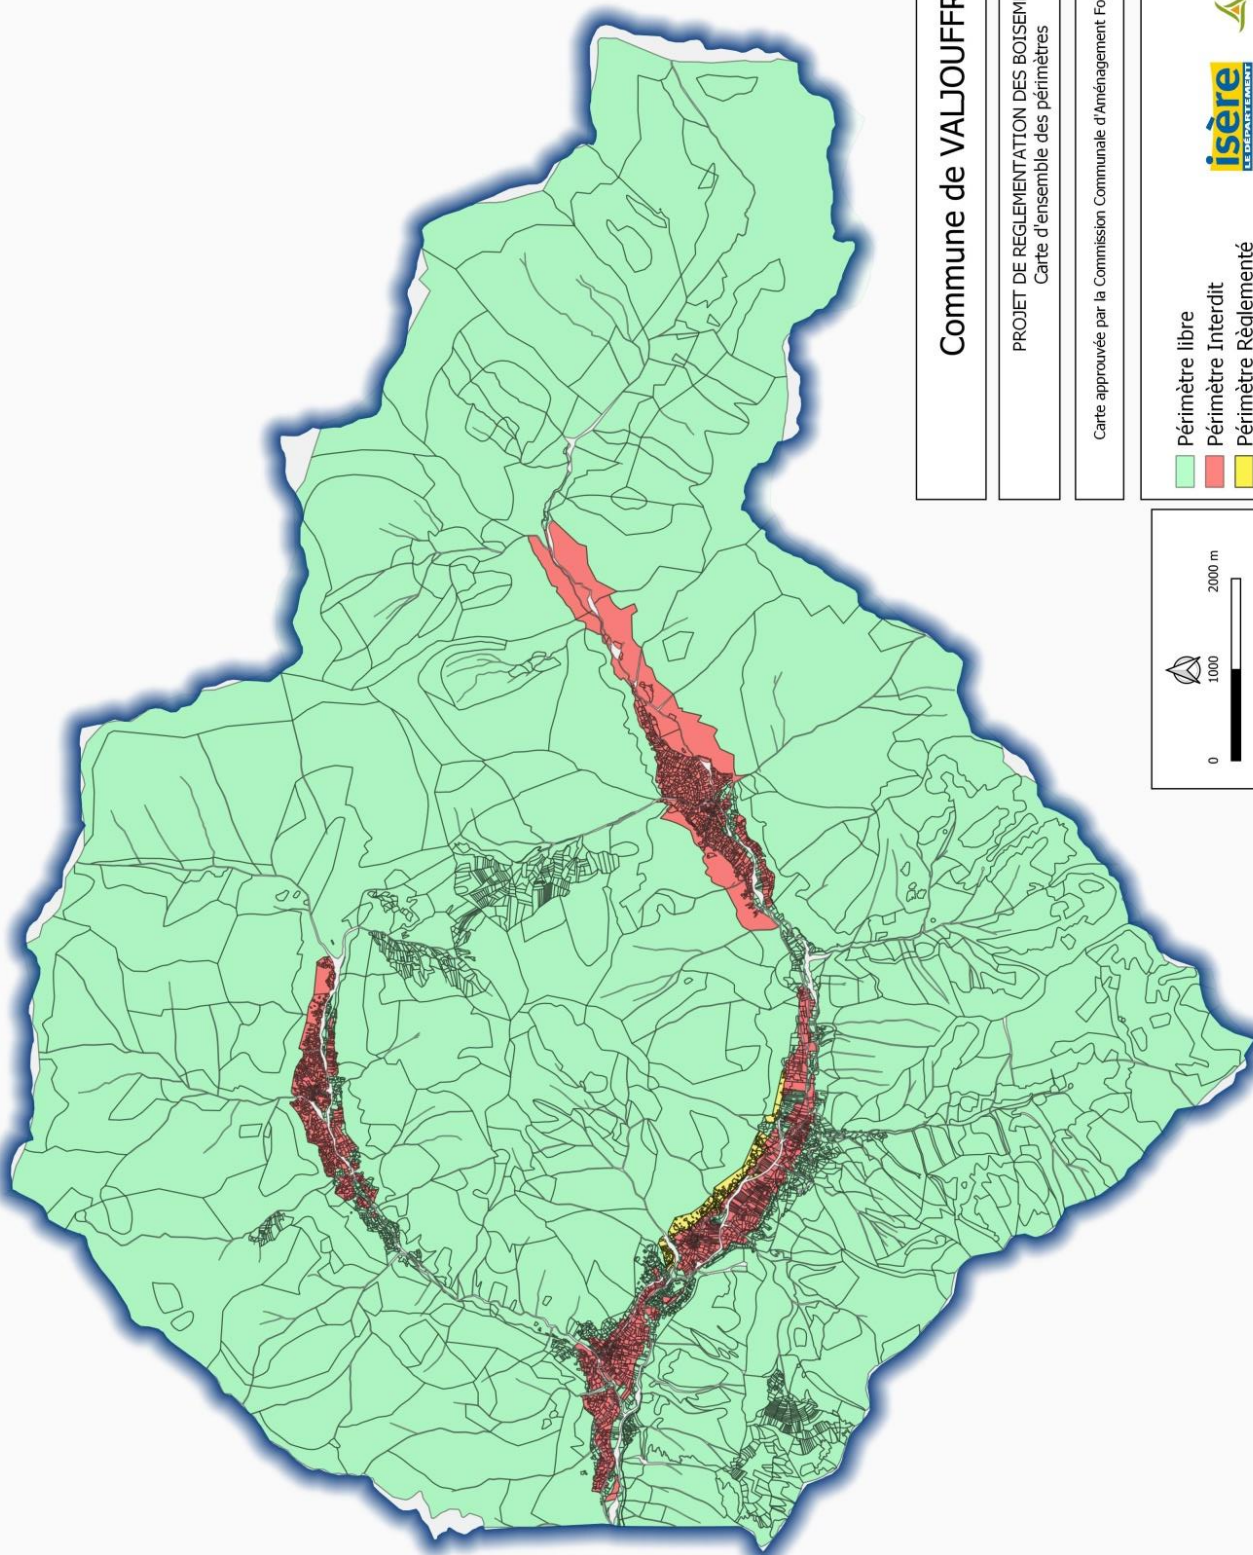 Commune de VALJOUFFR
PROJET DE REGLEMENTATION DES BOISEM
Carte d'ensemble des périmètres
Carte approuvée par la Commission Communale d'Aménagement Fo
Périmètre libre
Périmètre Interdit
Périmètre Règlementé
isère
LE DÉPARTEMENT
0 1000 2000 m